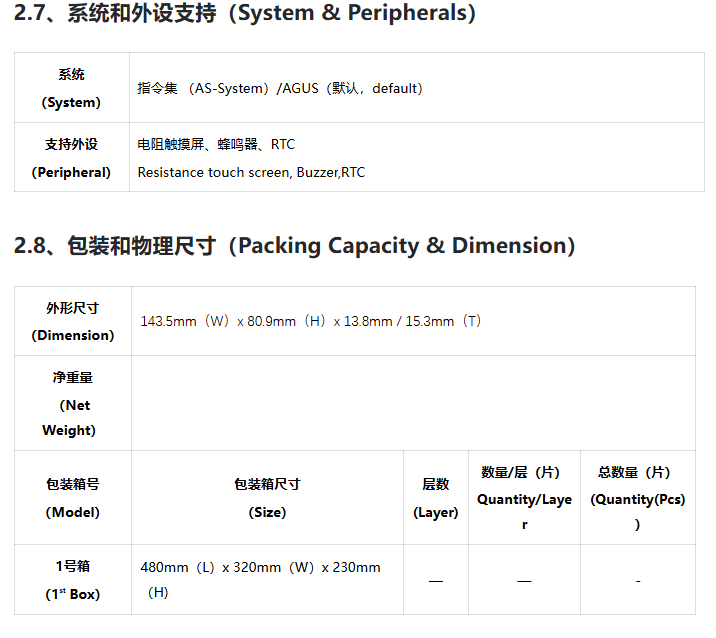 2.7、系统和外设支持（System & Peripherals）
系统
(System)
指令集 （AS-System）/AGUS（默认，default）
支持外设
(Peripheral)
电阻触摸屏、蜂鸣器、RTC
Resistance touch screen, Buzzer,RTC
2.8、包装和物理尺寸（Packing Capacity & Dimension）
外形尺寸
(Dimension)
143.5mm（W）x 80.9mm（H）x 13.8mm / 15.3mm（T）
净重量
（Net
Weight)
包装箱号
(Model)
包装箱尺寸
(Size)
层数
(Layer)
数量/层（片）
Quantity/Laye
r
总数量（片）
(Quantity(Pcs)
)
1号箱
(1st Box)
480mm（L）x 320mm（W）x 230mm
（H）
—
—
-